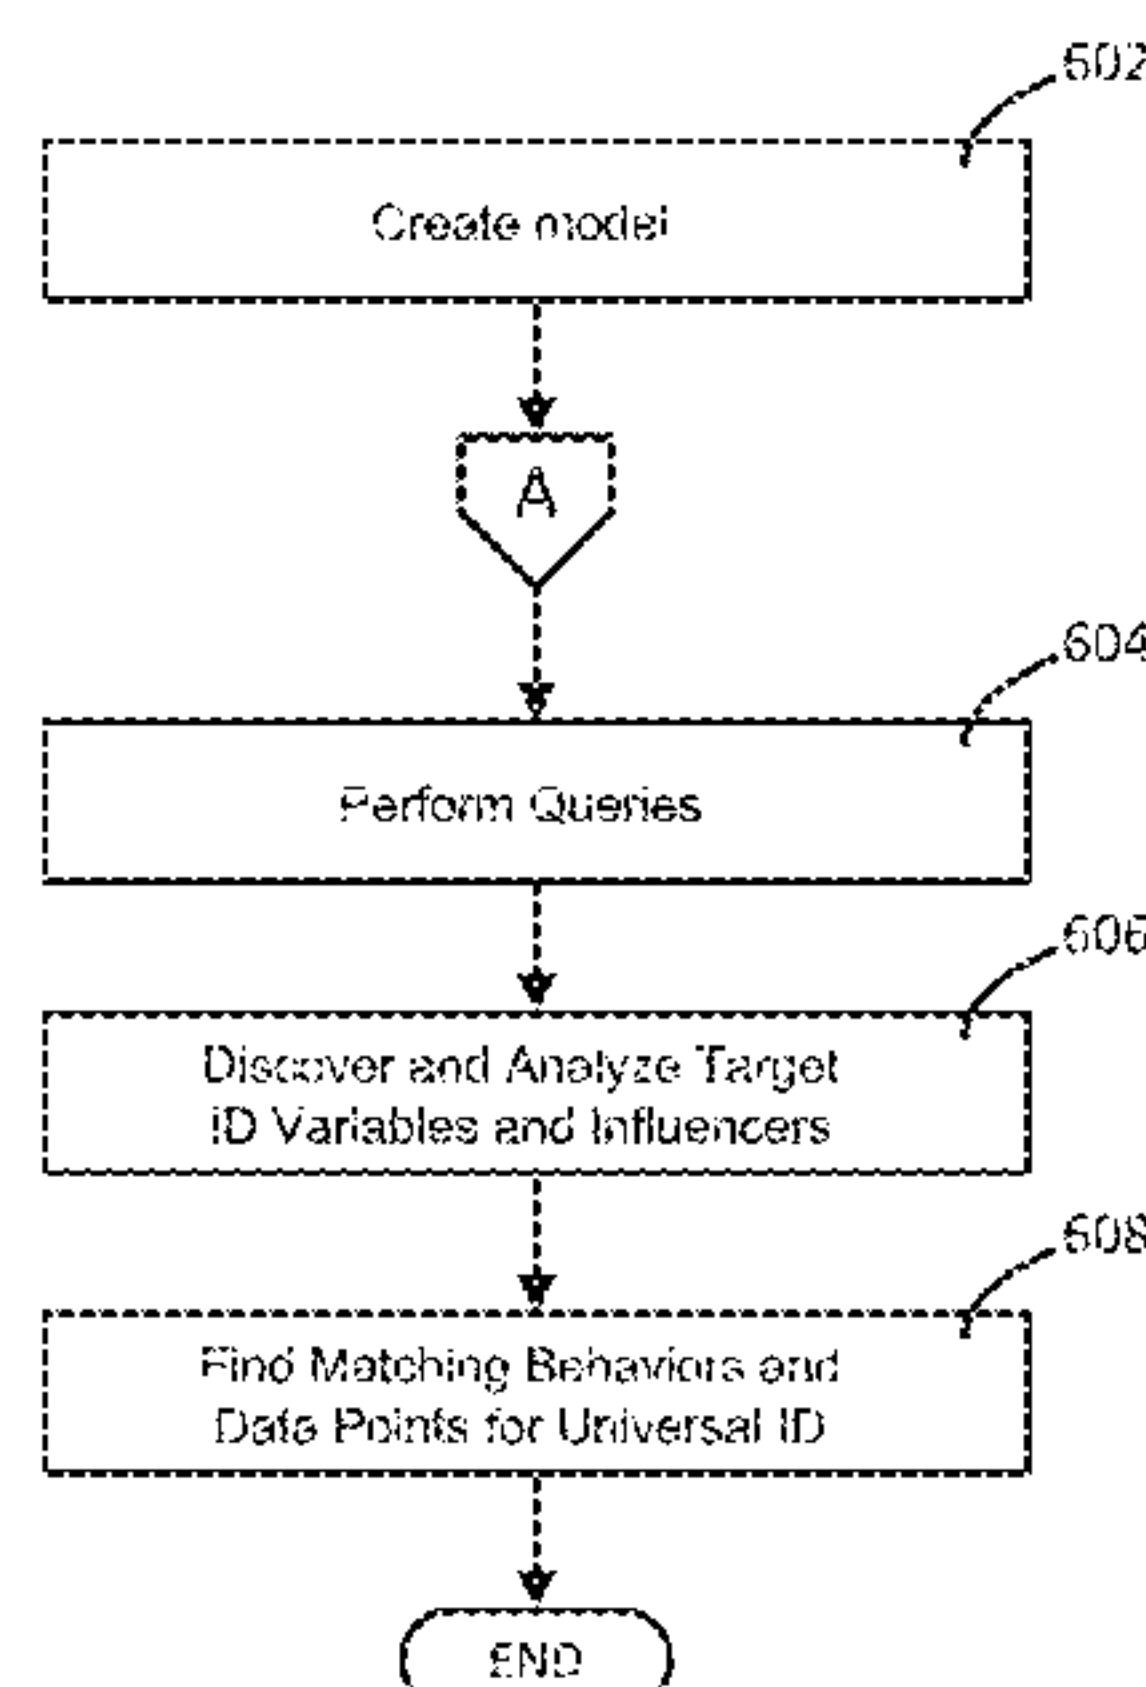 602
Create model
A
604
Perform Queries
606
Discover and Analyze Target
ID Variables and Influencers
608
Find Matching Behaviors and
Data Points for Universal ID
END